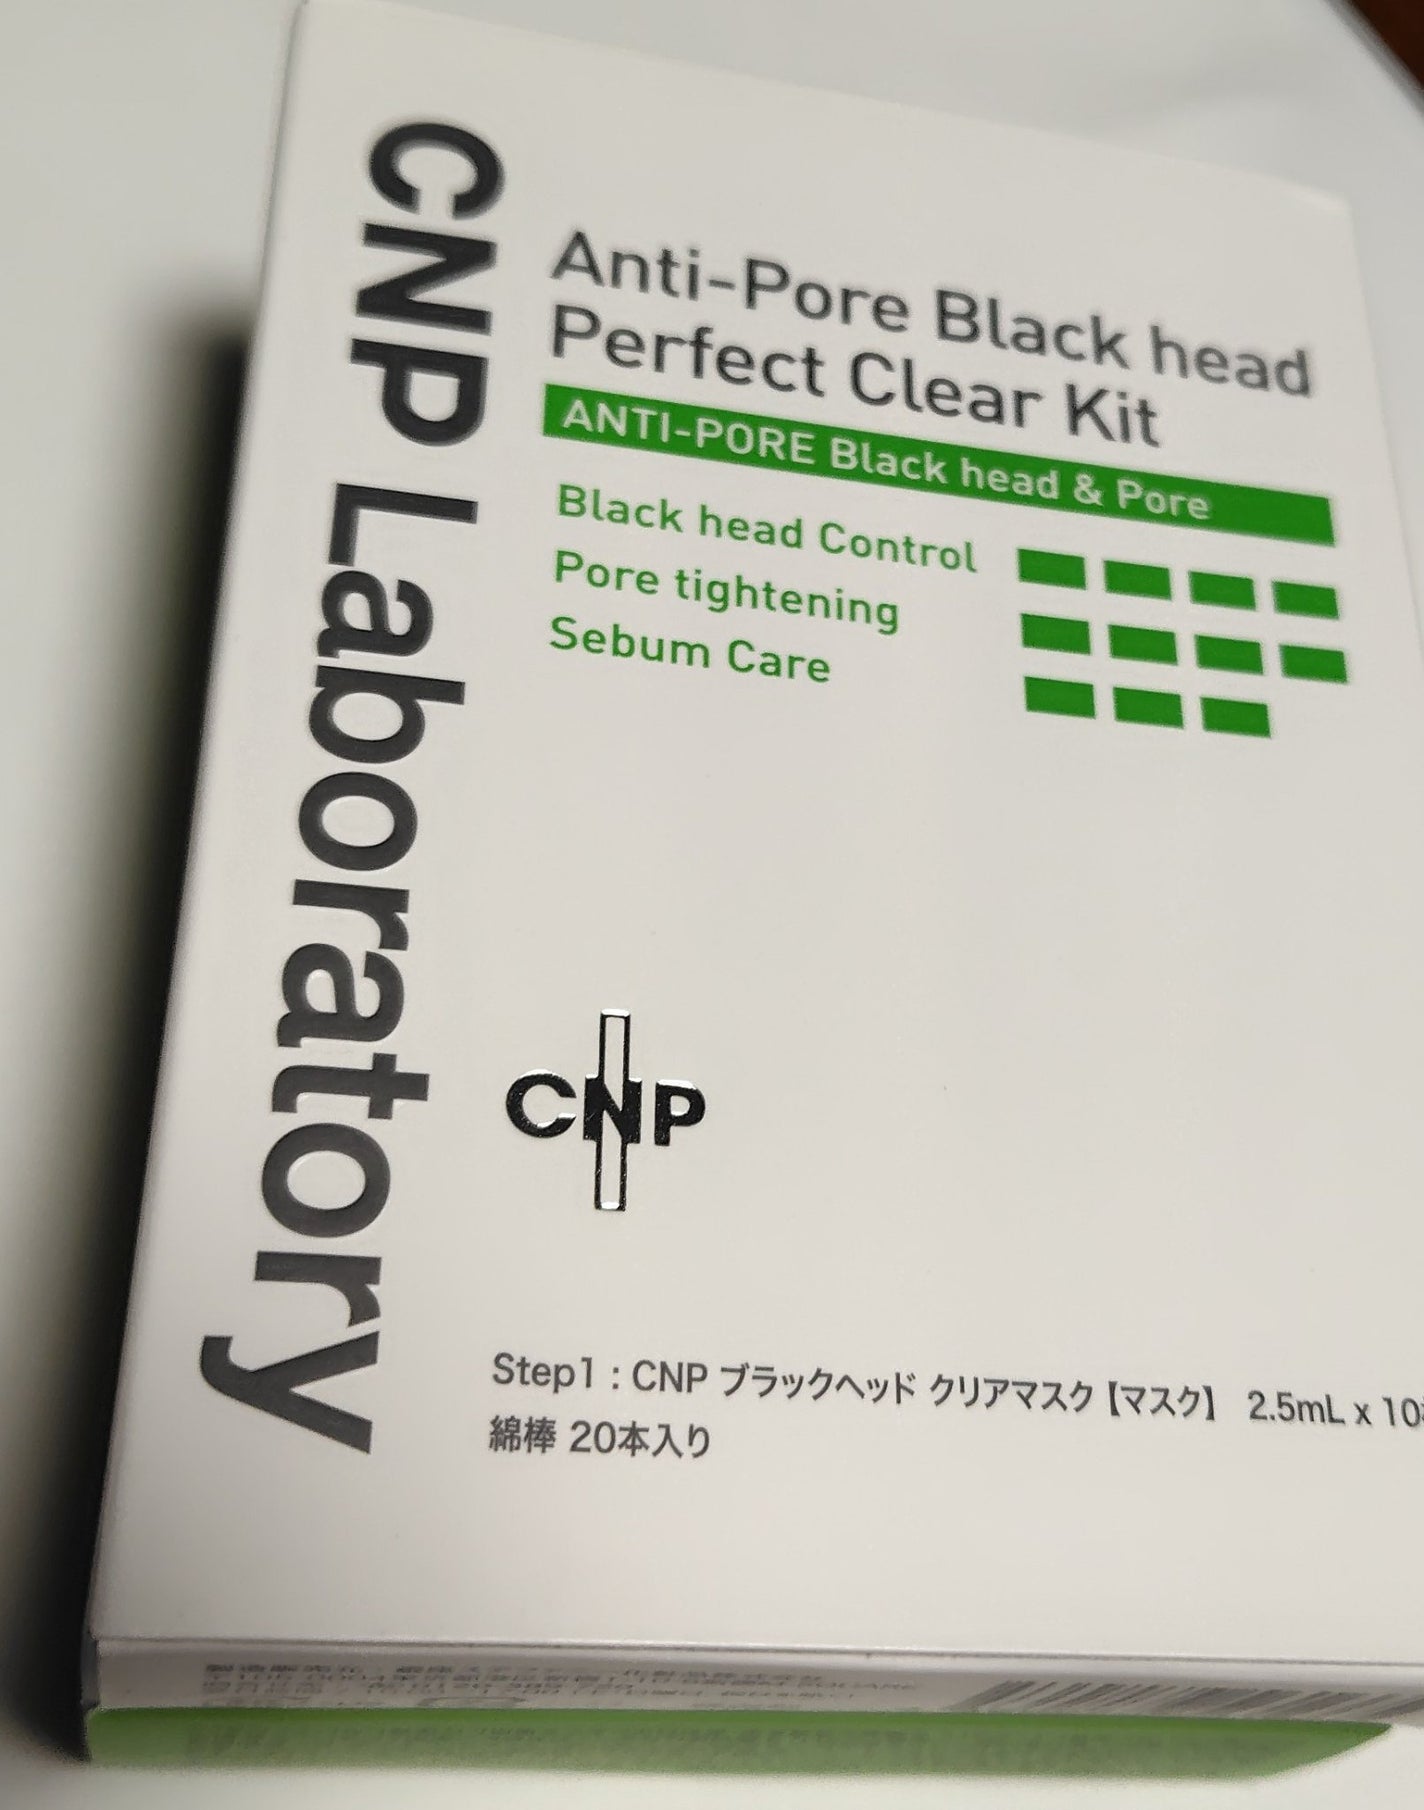 CNP Laboratory
Anti-Pore Black head
Perfect Clear Kit
ANTI-PORE Black head & Pore
Black head Control
Pore tightening
Sebum Care
CNP
Step1 : CNP ブラックヘッド クリアマスク【マスク】 2.5mL x 10
綿棒 20本入り